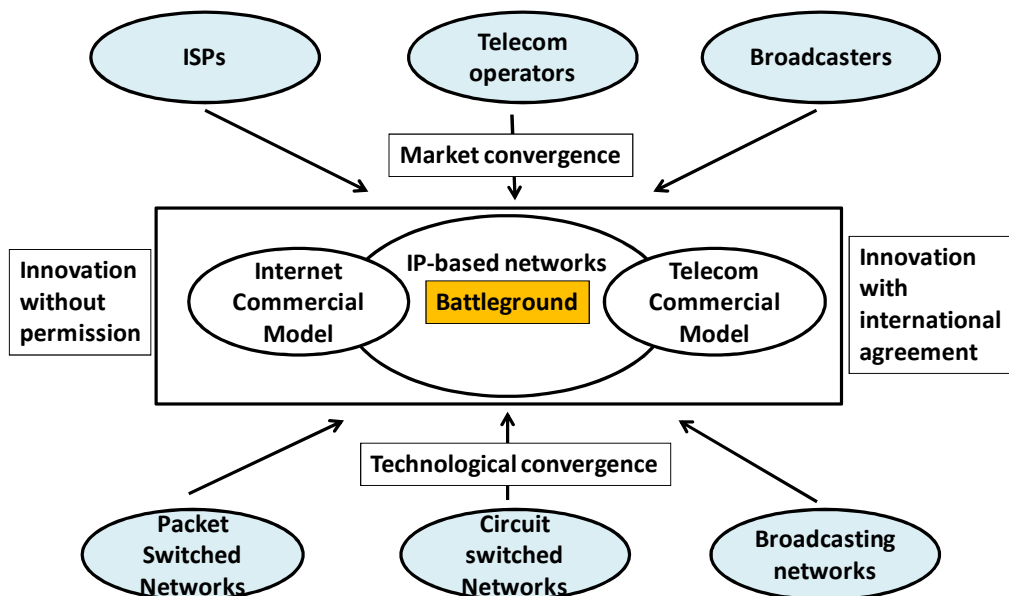 ISPs
Telecom
operators
Broadcasters
Market convergence
Innovation
without
permission
Internet
Commercial
Model
IP-based networks
Battleground
Telecom
Commercial
Model
Innovation
with
international
agreement
Technological convergence
Packet
Switched
Networks
Circuit
switched
Networks
Broadcasting
networks